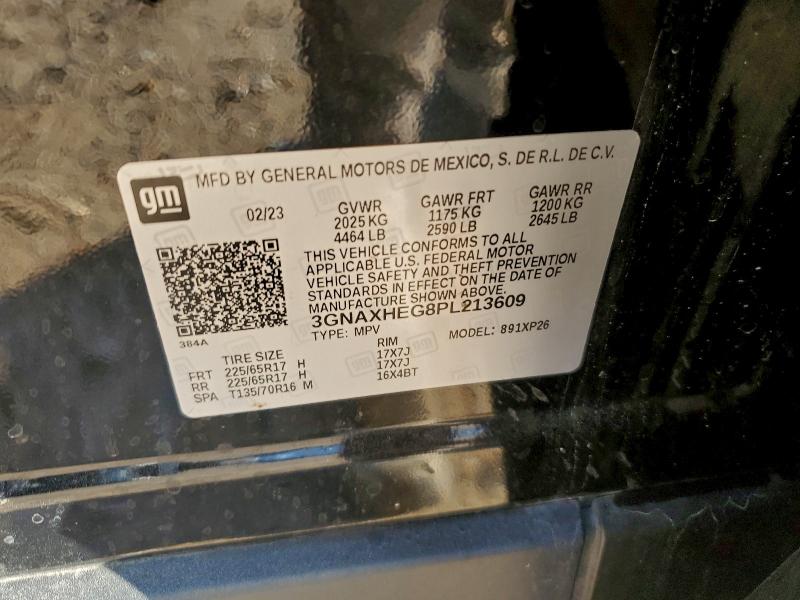 gm MFD BY GENERAL MOTORS DE MEXICO, S. DE R.L. DE C.V.
02/23 GVWR GAWR FRT GAWR RR
2025 KG 1175 KG 1200 KG
4464 LB 2590 LB 2645 LB
THIS VEHICLE CONFORMS TO ALL
APPLICABLE U.S. FEDERAL MOTOR
VEHICLE SAFETY AND THEFT PREVENTION
STANDARDS IN EFFECT ON THE DATE OF
MANUFACTURE SHOWN ABOVE.
3GNAXHEG8PL213609
384A
TYPE: MPV MODEL: 891XP26
TIRE SIZE RIM
FRT 225/65R17 H 17X7J
RR 225/65R17 H 17X7J
SPA T135/70R16 M 16X4BT